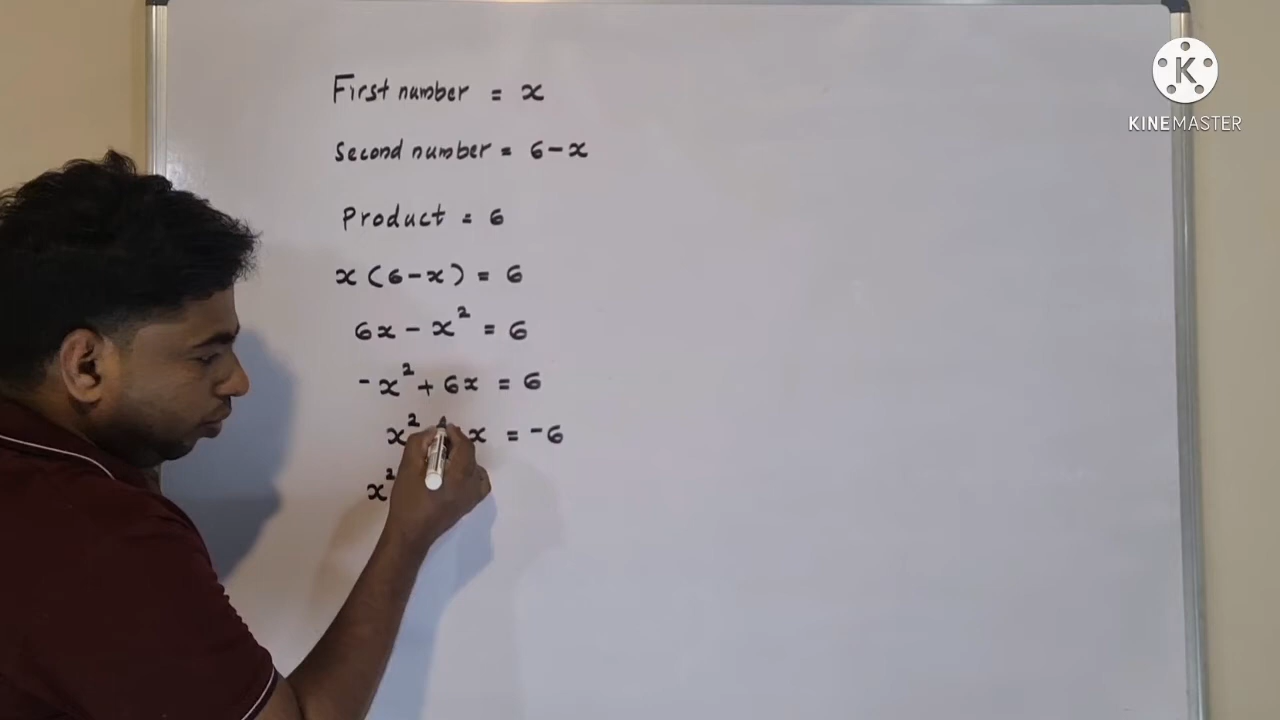 First number = x
Second number = 6-x
Product = 6
x (6-x) = 6
6x - x² = 6
-x² + 6x = 6
x² x = -6
x²
KINEMASTER